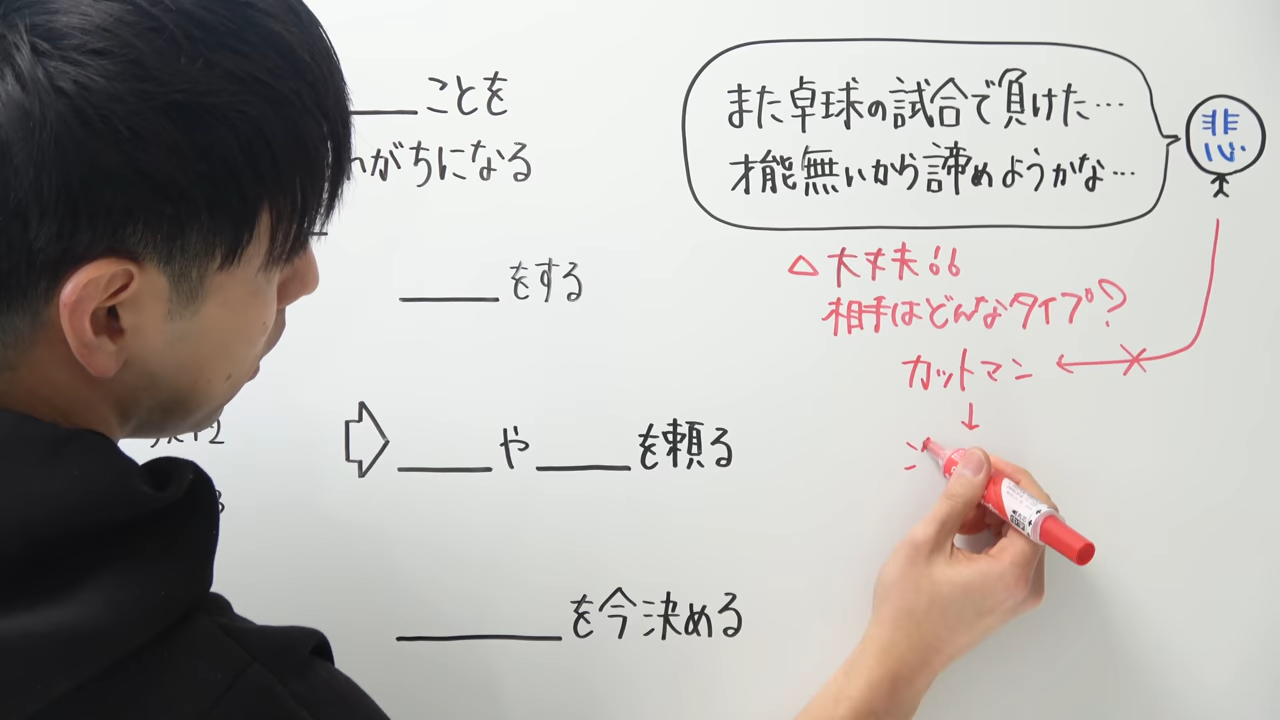 ことを
がちになる
をする
や を頼る
を今決める
また卓球の試合で負けた…
才能無いから諦めようかな…
悲
△大丈夫!!
相手はどんなタイプ?
カットマン